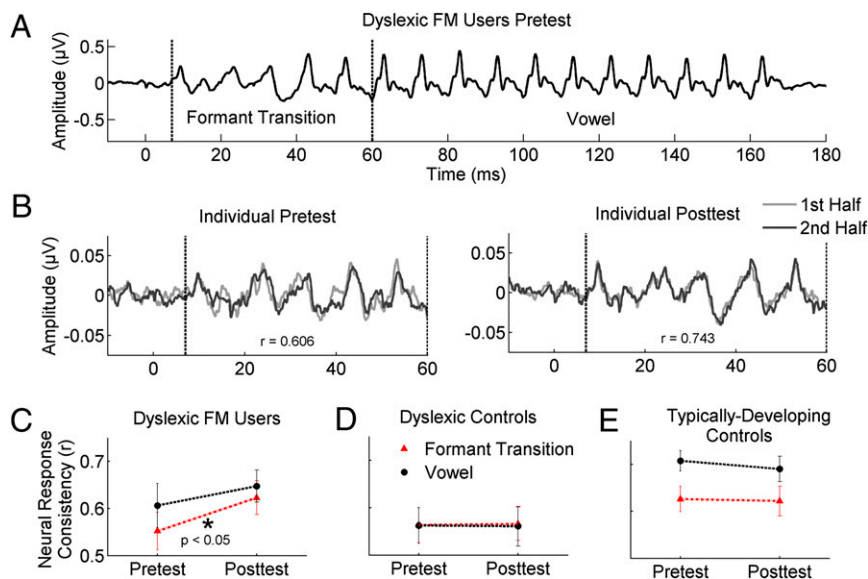 A
Dyslexic FM Users Pretest
Amplitude (µV)
0.5
0
-0.5
Formant Transition
Vowel
0 20 40 60 80 100 120 140 160 180
Time (ms)
B
Individual Pretest
Individual Posttest
1st Half
2nd Half
Amplitude (µV)
0.05
0
-0.05
r = 0.606
0 20 40 60
0.05
0
-0.05
r = 0.743
0 20 40 60
C
Dyslexic FM Users
Neural Response
Consistency (r)
0.7
0.6
0.5
*
p < 0.05
Pretest Posttest
D
Dyslexic Controls
Formant Transition
Vowel
Pretest Posttest
E
Typically-Developing
Controls
Pretest Posttest